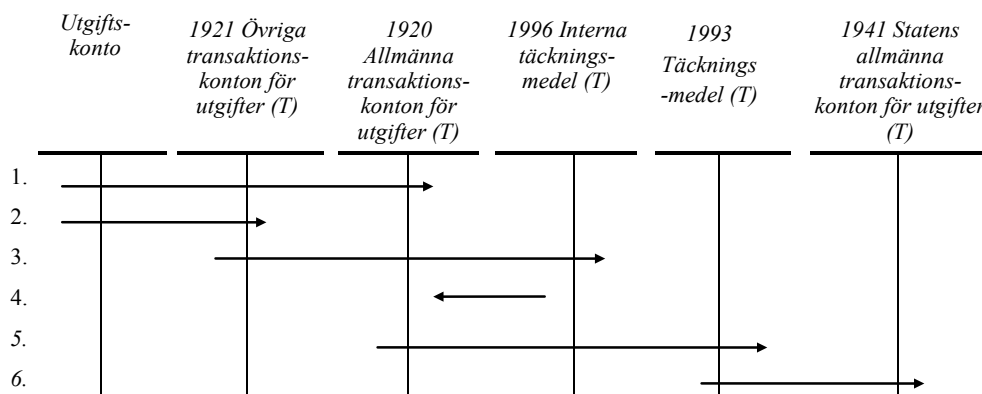 Utgifts-
konto
1921 Övriga
transaktions-
konton för
utgifter (T)
1920
Allmänna
transaktions-
konton för
utgifter (T)
1996 Interna
täcknings-
medel (T)
1993
Täcknings
-medel (T)
1941 Statens
allmänna
transaktions-
konton för utgifter
(T)
1.
2.
3.
4.
5.
6.